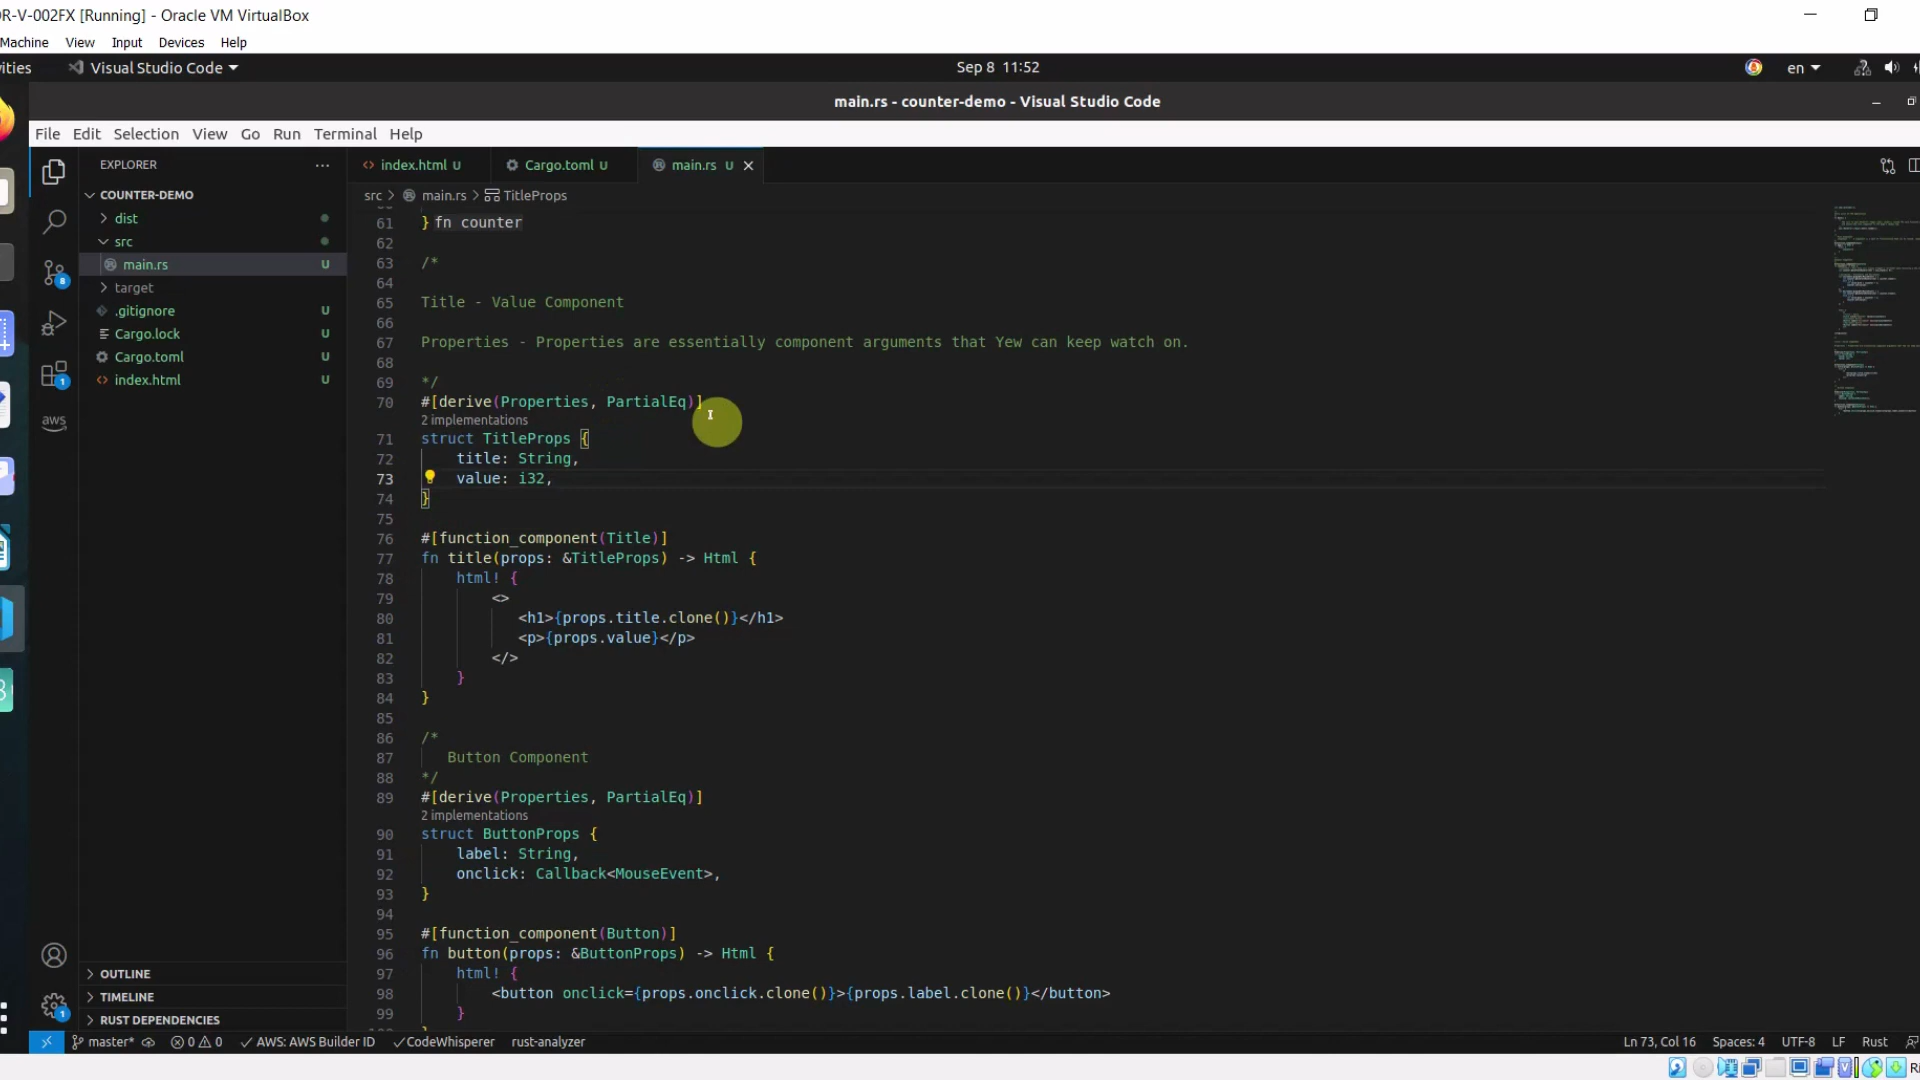 OR-V-002FX [Running] - Oracle VM VirtualBox
Machine View Input Devices Help
Visual Studio Code
Sep 8 11:52
en
main.rs - counter-demo - Visual Studio Code
File Edit Selection View Go Run Terminal Help
EXPLORER
index.html U
Cargo.toml U
main.rs U
COUNTER-DEMO
dist
src
main.rs U
target
.gitignore U
Cargo.lock U
Cargo.toml U
index.html U
aws
8
1
1
OUTLINE
TIMELINE
RUST DEPENDENCIES
src > main.rs > TitleProps
61 } fn counter
62
63 /*
64
65 Title - Value Component
66
67 Properties - Properties are essentially component arguments that Yew can keep watch on.
68
69 */
70 #[derive(Properties, PartialEq)]
2 implementations
71 struct TitleProps {
72 title: String,
73 value: i32,
74 }
75
76 #[function_component(Title)]
77 fn title(props: &TitleProps) -> Html {
78 html! {
79 <>
80 <h1>{props.title.clone()}</h1>
81 <p>{props.value}</p>
82 </>
83 }
84 }
85
86 /*
87 Button Component
88 */
89 #[derive(Properties, PartialEq)]
2 implementations
90 struct ButtonProps {
91 label: String,
92 onclick: Callback<MouseEvent>,
93 }
94
95 #[function_component(Button)]
96 fn button(props: &ButtonProps) -> Html {
97 html! {
98 <button onclick={props.onclick.clone()}>{props.label.clone()}</button>
99 }
master* 0 0 AWS: AWS Builder ID CodeWhisperer rust-analyzer
Ln 73, Col 16 Spaces: 4 UTF-8 LF Rust